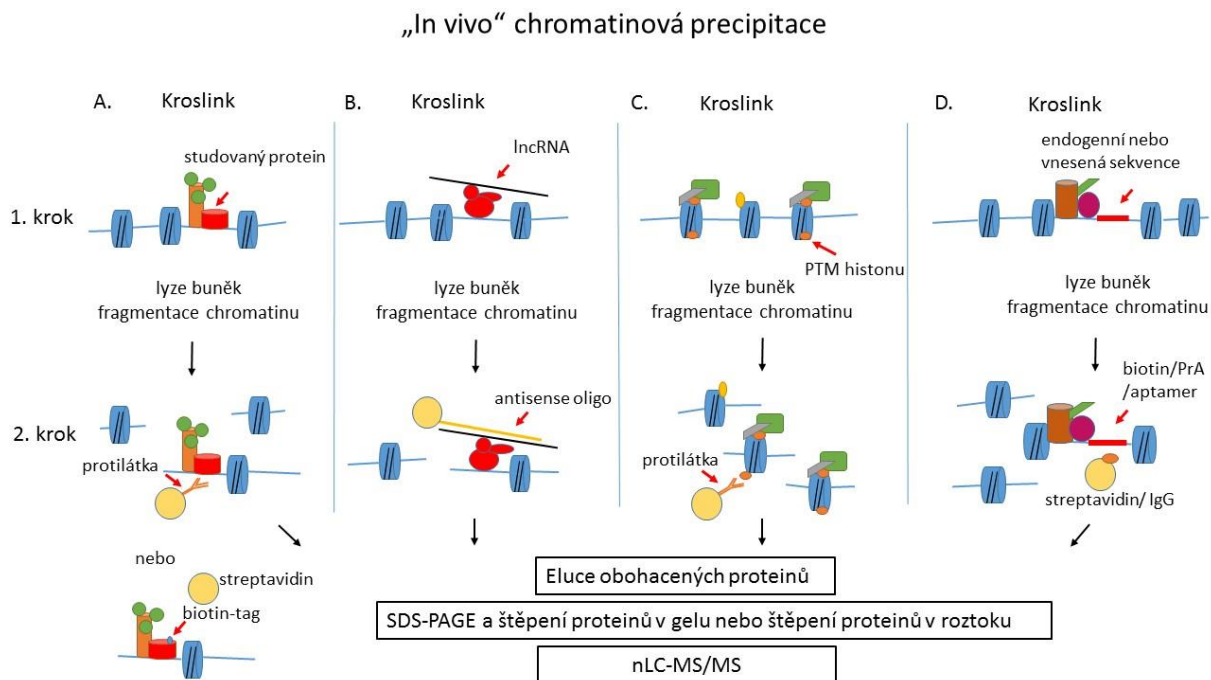 „In vivo“ chromatinová precipitace
A. Kroslink
studovaný protein
B. Kroslink
lncRNA
C. Kroslink
PTM histonu
D. Kroslink
endogenní nebo
vnesená sekvence
1. krok
lyze buněk
fragmentace chromatinu
lyze buněk
fragmentace chromatinu
lyze buněk
fragmentace chromatinu
lyze buněk
fragmentace chromatinu
2. krok
protilátka
antisense oligo
protilátka
biotin/PrA
/aptamer
streptavidin/ IgG
nebo
streptavidin
biotin-tag
Eluce obohacených proteinů
SDS-PAGE a štěpení proteinů v gelu nebo štěpení proteinů v roztoku
nLC-MS/MS